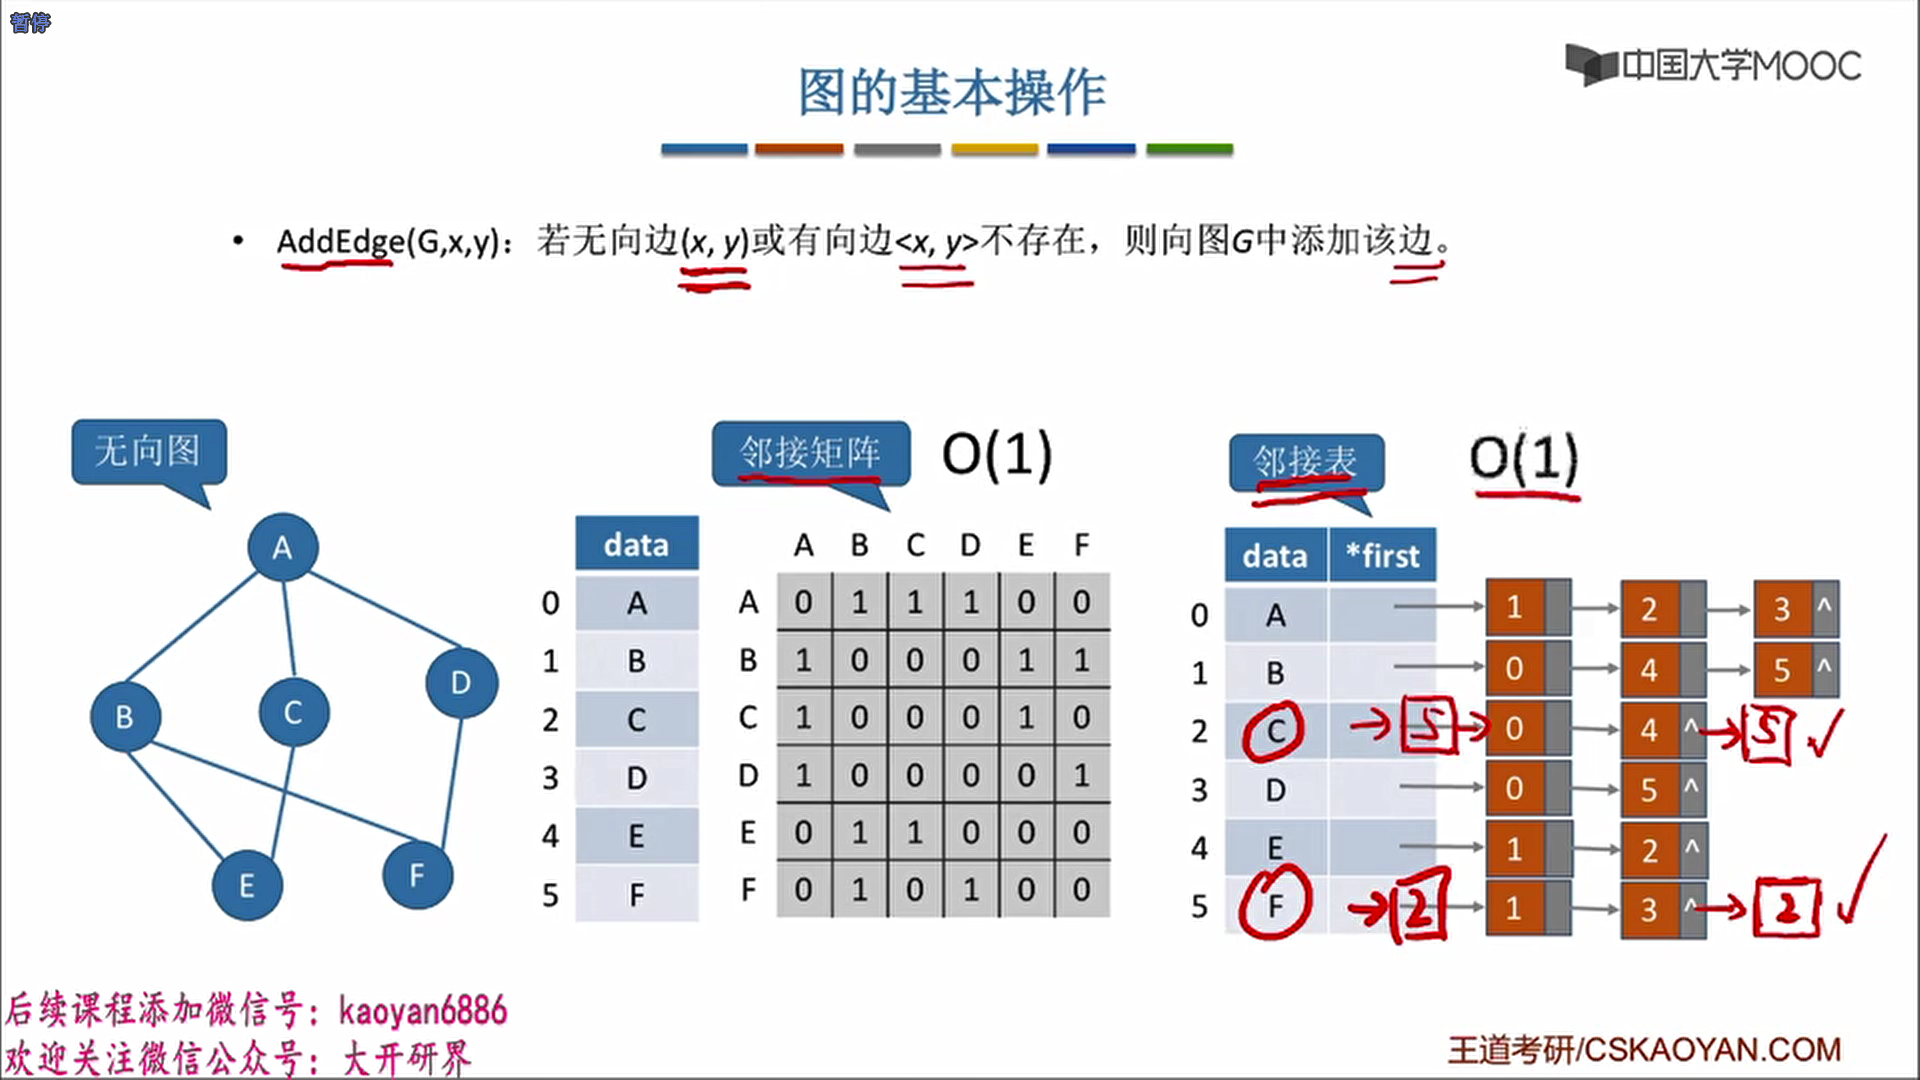 暂停
中国大学MOOC
图的基本操作
• AddEdge(G,x,y)：若无向边(x, y)或有向边<x, y>不存在，则向图G中添加该边。
无向图
邻接矩阵 O(1)
邻接表 O(1)
A
B
C
D
E
F
data
0 A
1 B
2 C
3 D
4 E
5 F
A B C D E F
A 0 1 1 1 0 0
B 1 0 0 0 1 1
C 1 0 0 0 1 0
D 1 0 0 0 0 1
E 0 1 1 0 0 0
F 0 1 0 1 0 0
data *first
0 A 1 2 3 ^
1 B 0 4 5 ^
2 C 5 0 4 ^ 5
3 D 0 5 ^
4 E 1 2 ^
5 F 2 1 3 ^ 2
后续课程添加微信号：kaoyan6886
欢迎关注微信公众号：大开研界
王道考研/CSKAOYAN.COM